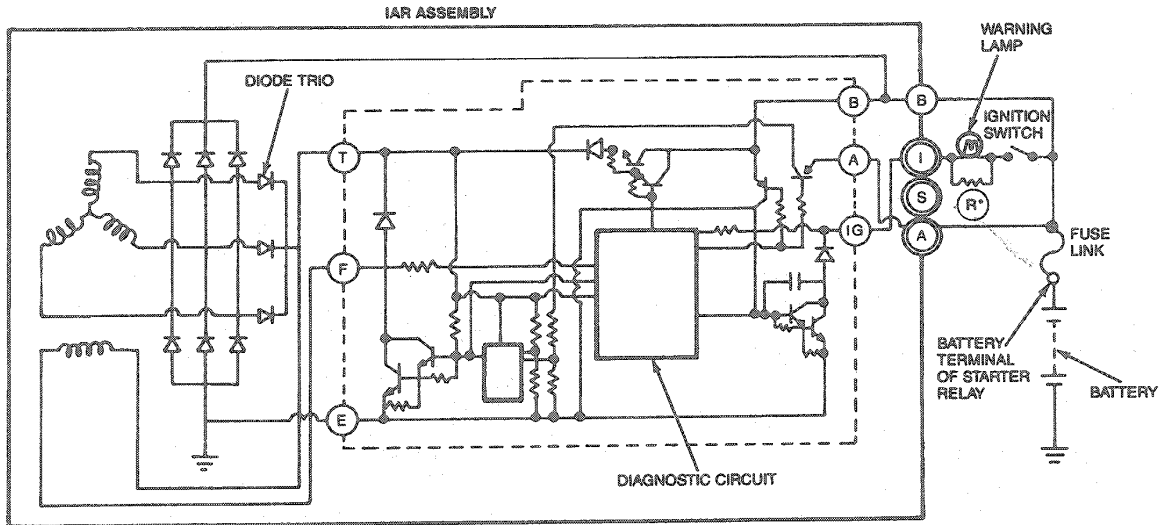 IAR ASSEMBLY
WARNING
LAMP
DIODE TRIO
B
B
IGNITION
SWITCH
T
A
I
W
S
R*
IG
A
FUSE
LINK
F
BATTERY
TERMINAL
OF STARTER
RELAY
BATTERY
E
DIAGNOSTIC CIRCUIT